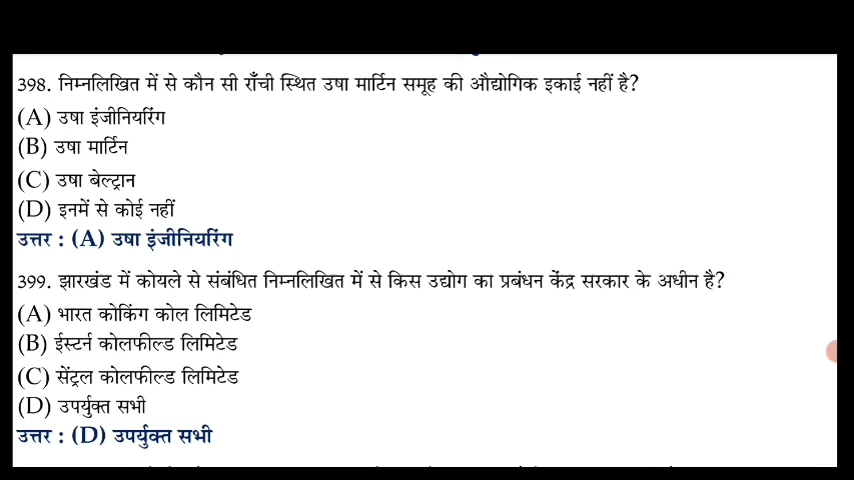 398. निम्नलिखित में से कौन सी राँची स्थित उषा मार्टिन समूह की औद्योगिक इकाई नहीं है?
(A) उषा इंजीनियरिंग
(B) उषा मार्टिन
(C) उषा बेल्ट्रान
(D) इनमें से कोई नहीं
उत्तर : (A) उषा इंजीनियरिंग
399. झारखंड में कोयले से संबंधित निम्नलिखित में से किस उद्योग का प्रबंधन केंद्र सरकार के अधीन है?
(A) भारत कोकिंग कोल लिमिटेड
(B) ईस्टर्न कोलफील्ड लिमिटेड
(C) सेंट्रल कोलफील्ड लिमिटेड
(D) उपर्युक्त सभी
उत्तर : (D) उपर्युक्त सभी